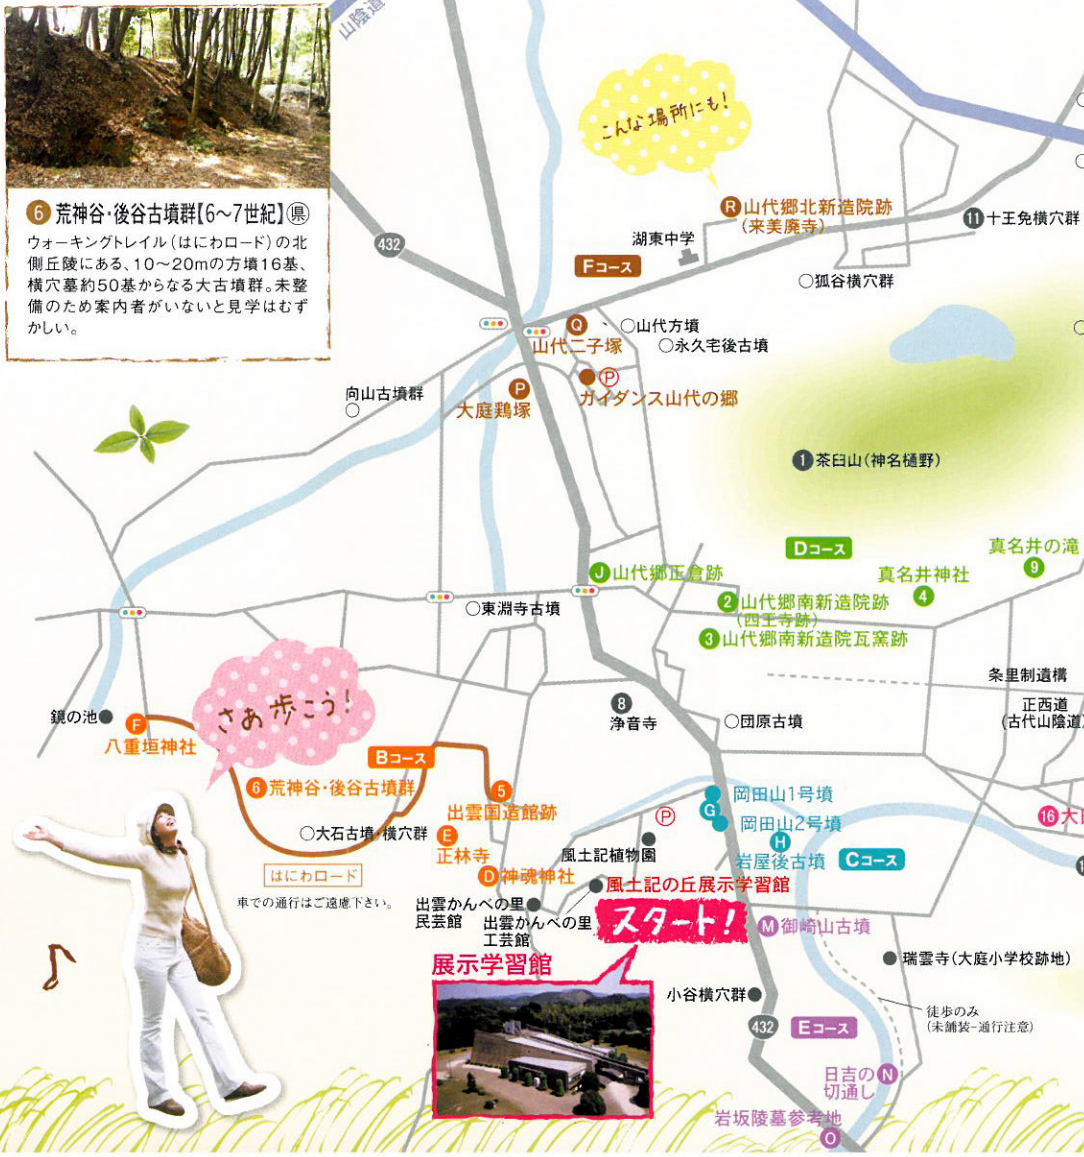 山陰道
6 荒神谷・後谷古墳群【6～7世紀】県
ウォーキングトレイル（はにわロード）の北
側丘陵にある、10～20mの方墳16基、
横穴墓約50基からなる大古墳群。未整
備のため案内者がいないと見学はむず
かしい。
こんな場所にも！
432
R 山代郷北新造院跡
（来美廃寺）
11 十王免横穴群
湖東中学
Fコース
○狐谷横穴群
Q
○山代方墳
山代二子塚
○永久宅後古墳
P
大庭鶏塚
P
ガイダンス山代の郷
向山古墳群
1 茶臼山（神名樋野）
Dコース
真名井の滝
9
真名井神社
4
J 山代郷正倉跡
2 山代郷南新造院跡
（四王寺跡）
3 山代郷南新造院瓦窯跡
○東淵寺古墳
条里制遺構
正西道
（古代山陰道）
さあ歩こう！
鏡の池
F
八重垣神社
8
浄音寺
○団原古墳
Bコース
6 荒神谷・後谷古墳群
5
出雲国造館跡
○大石古墳・横穴群
E
正林寺
はにわロード
車での通行はご遠慮下さい。
D 神魂神社
P
風土記植物園
岡田山1号墳
G
岡田山2号墳
H
岩屋後古墳
Cコース
16
風土記の丘展示学習館
スタート！
出雲かんべの里
民芸館
出雲かんべの里
工芸館
展示学習館
M 御崎山古墳
瑞雲寺（大庭小学校跡地）
小谷横穴群
432
Eコース
徒歩のみ
（未舗装-通行注意）
日吉の
切通し
N
岩坂陵墓参考地
O